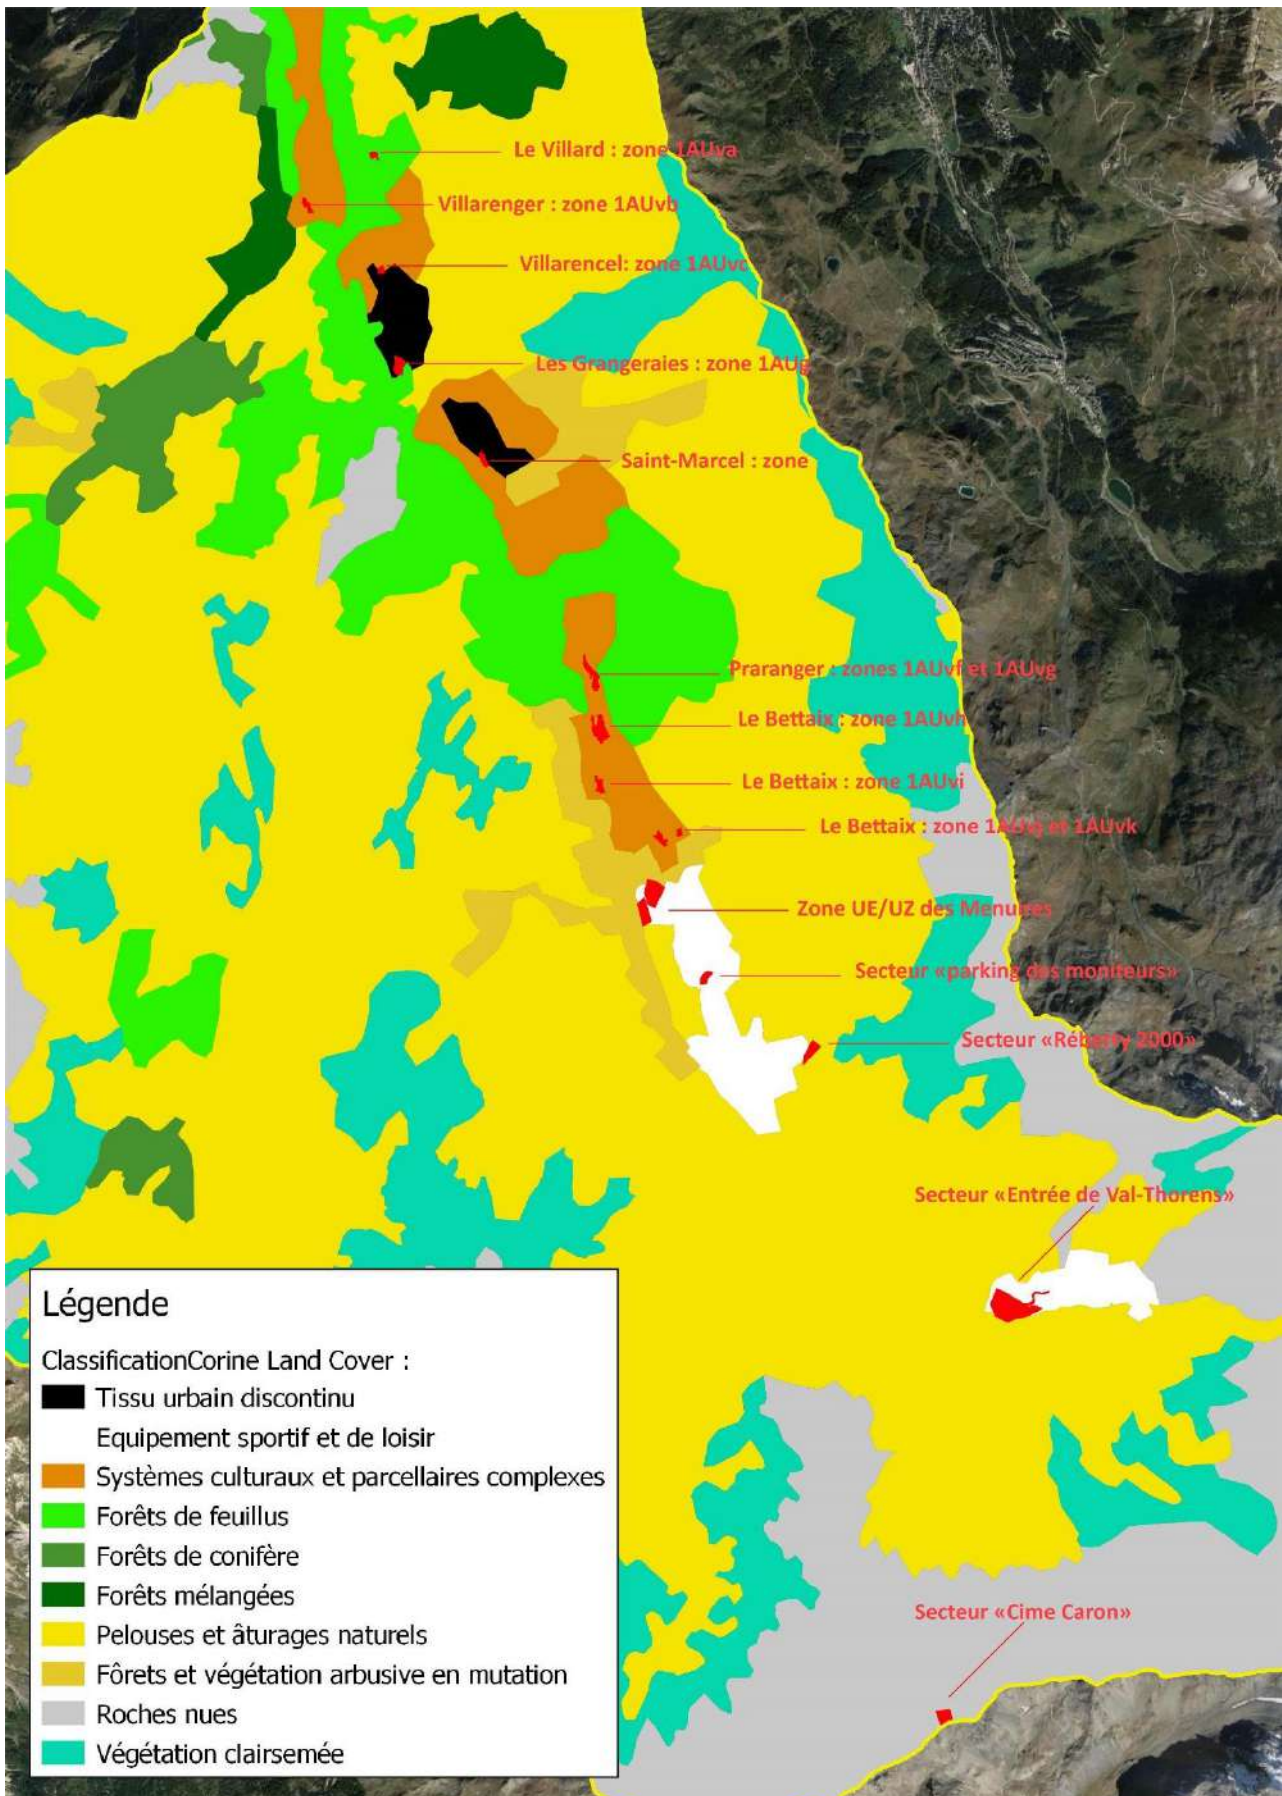 Le Villard : zone 1AUva
Villarenger : zone 1AUvb
Villarencel: zone 1AUvc
Les Grangeraies : zone 1AUg
Saint-Marcel : zone
Praranger : zones 1AUvf et 1AUvg
Le Bettaix : zone 1AUvh
Le Bettaix : zone 1AUvi
Le Bettaix : zone 1AUvj et 1AUvk
Zone UE/UZ des Menuires
Secteur «parking des moniteurs»
Secteur «Réberty 2000»
Secteur «Entrée de Val-Thorens»
Légende
ClassificationCorine Land Cover :
Tissu urbain discontinu
Equipement sportif et de loisir
Systèmes culturaux et parcellaires complexes
Forêts de feuillus
Forêts de conifère
Forêts mélangées
Pelouses et âturages naturels
Fôrets et végétation arbusive en mutation
Roches nues
Végétation clairsemée
Secteur «Cime Caron»